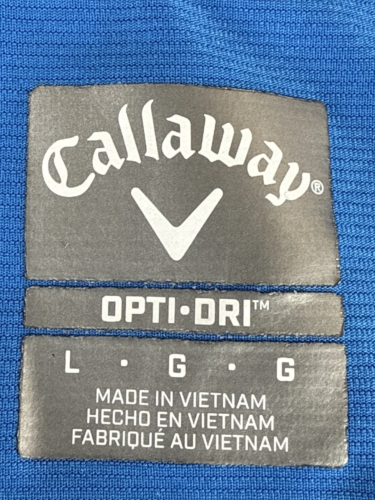 Callaway®
OPTI•DRI™
L • G • G
MADE IN VIETNAM
HECHO EN VIETNAM
FABRIQUÉ AU VIETNAM